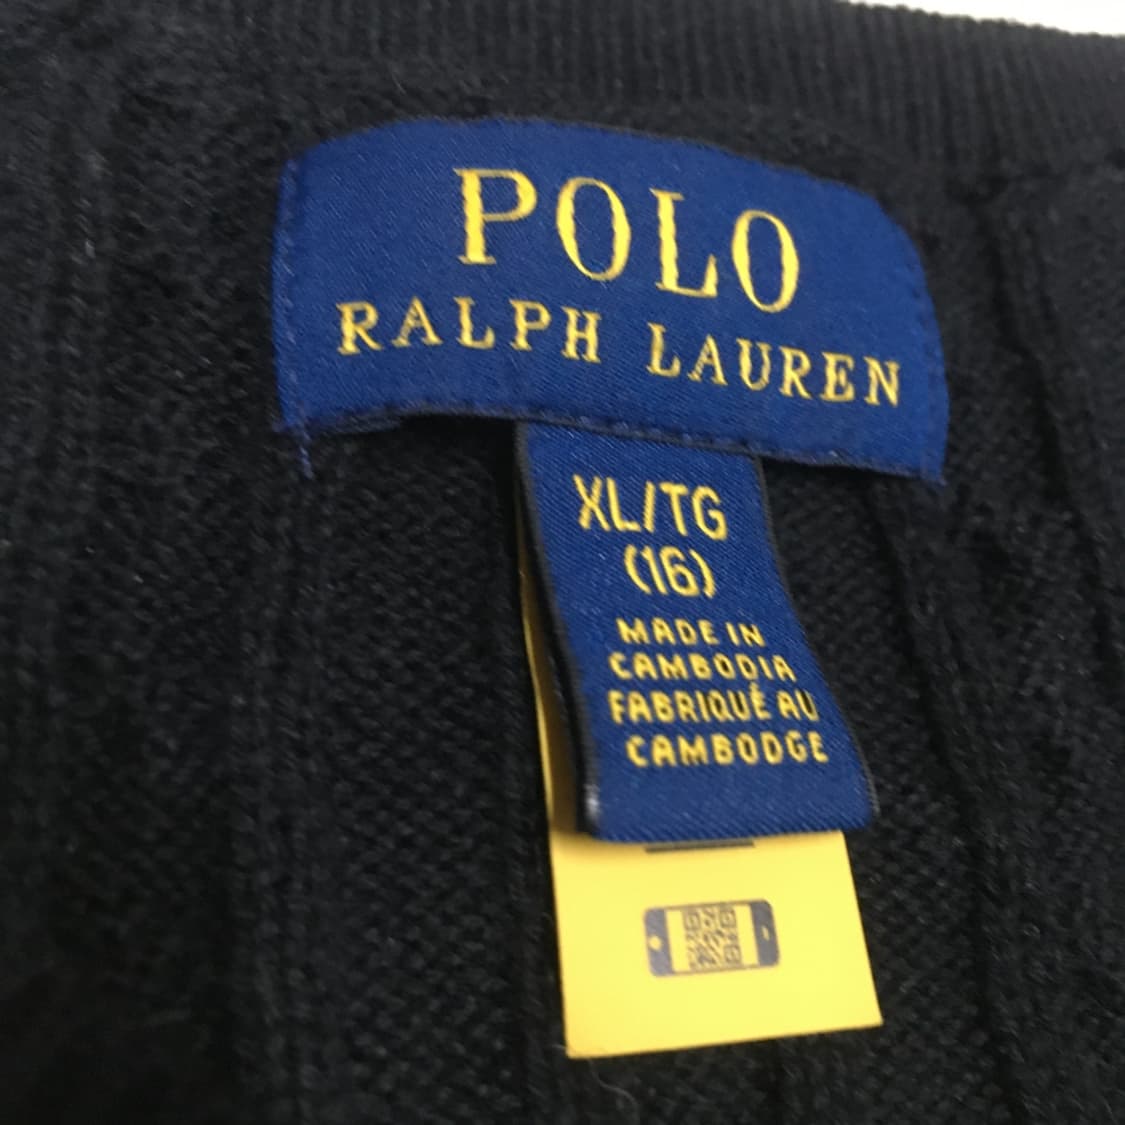 POLO
RALPH LAUREN
XL/TG
(16)
MADE IN
CAMBODIA
FABRIQUÉ AU
CAMBODGE